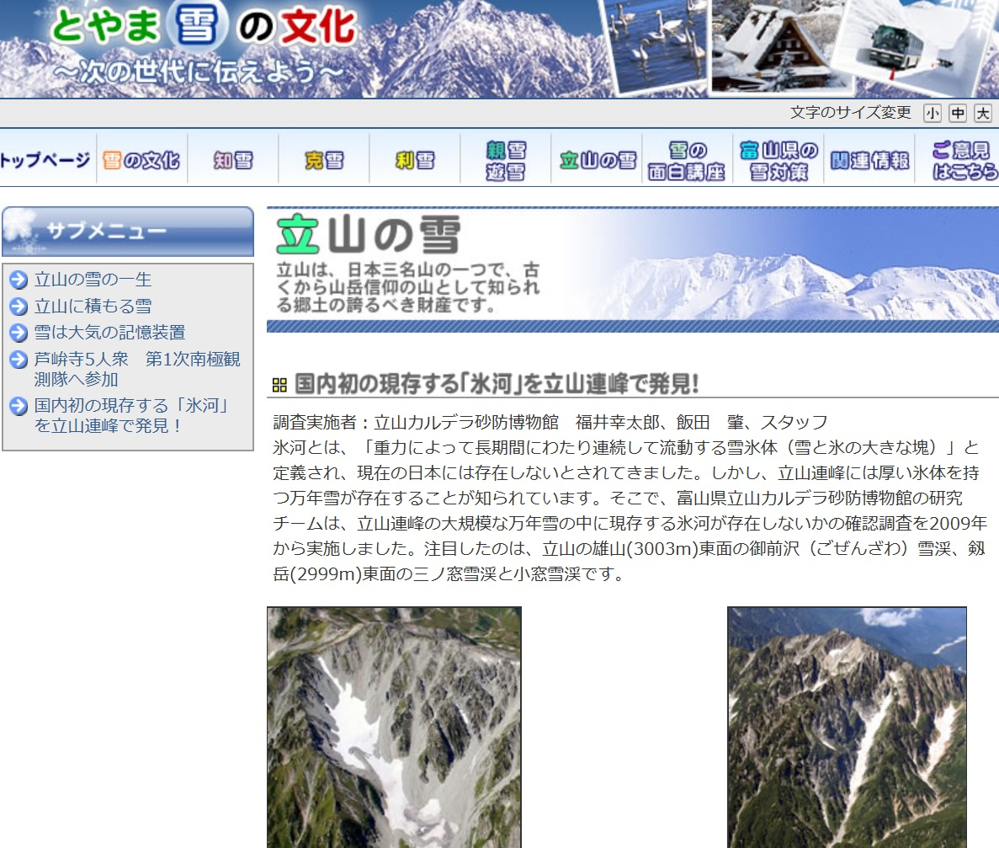 とやま雪の文化
～次の世代に伝えよう～
文字のサイズ変更 小 中 大
トップページ
雪の文化
知雪
克雪
利雪
親雪
遊雪
立山の雪
雪の
面白講座
富山県の
雪対策
関連情報
ご意見
はこちら
サブメニュー
立山の雪の一生
立山に積もる雪
雪は大気の記憶装置
芦峅寺5人衆　第1次南極観
測隊へ参加
国内初の現存する「氷河」
を立山連峰で発見！
立山の雪
立山は、日本三名山の一つで、古
くから山岳信仰の山として知られ
る郷土の誇るべき財産です。
国内初の現存する｢氷河｣を立山連峰で発見!
調査実施者：立山カルデラ砂防博物館　福井幸太郎、飯田　肇、スタッフ
氷河とは、「重力によって長期間にわたり連続して流動する雪氷体（雪と氷の大きな塊）」と
定義され、現在の日本には存在しないとされてきました。しかし、立山連峰には厚い氷体を持
つ万年雪が存在することが知られています。そこで、富山県立山カルデラ砂防博物館の研究
チームは、立山連峰の大規模な万年雪の中に現存する氷河が存在しないかの確認調査を2009年
から実施しました。注目したのは、立山の雄山(3003m)東面の御前沢（ごぜんざわ）雪渓、剱
岳(2999m)東面の三ノ窓雪渓と小窓雪渓です。